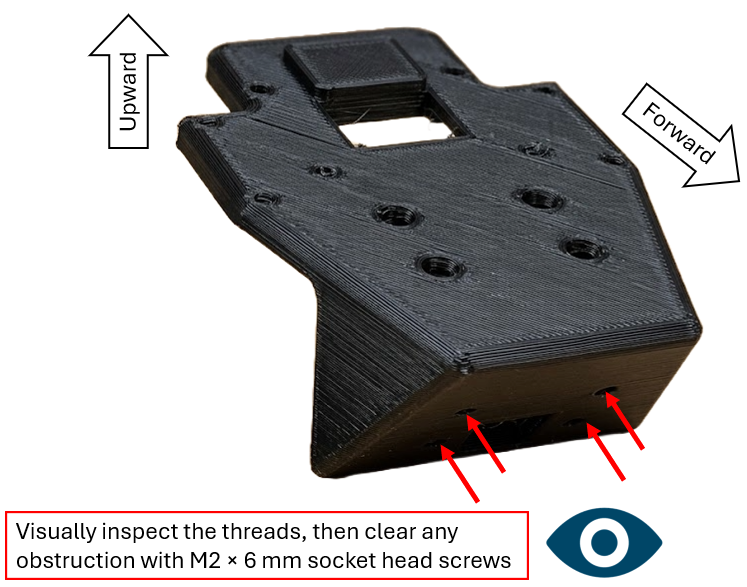 Upward
Forward
Visually inspect the threads, then clear any
obstruction with M2 × 6 mm socket head screws